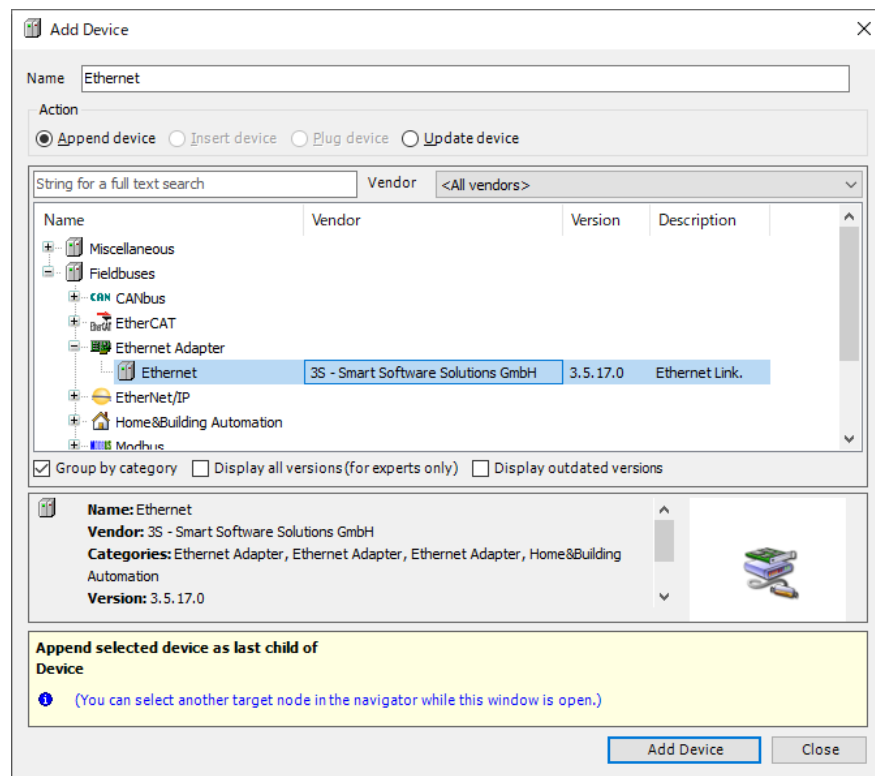 Add Device
Name Ethernet
Action
Append device Insert device Plug device Update device
String for a full text search Vendor <All vendors>
Name Vendor Version Description
Miscellaneous
Fieldbuses
CAN CANbus
EtherCAT
Ethernet Adapter
Ethernet 3S - Smart Software Solutions GmbH 3.5.17.0 Ethernet Link.
EtherNet/IP
Home&Building Automation
Modbus
Group by category Display all versions (for experts only) Display outdated versions
Name: Ethernet
Vendor: 3S - Smart Software Solutions GmbH
Categories: Ethernet Adapter, Ethernet Adapter, Ethernet Adapter, Home&Building
Automation
Version: 3.5.17.0
Append selected device as last child of
Device
(You can select another target node in the navigator while this window is open.)
Add Device Close